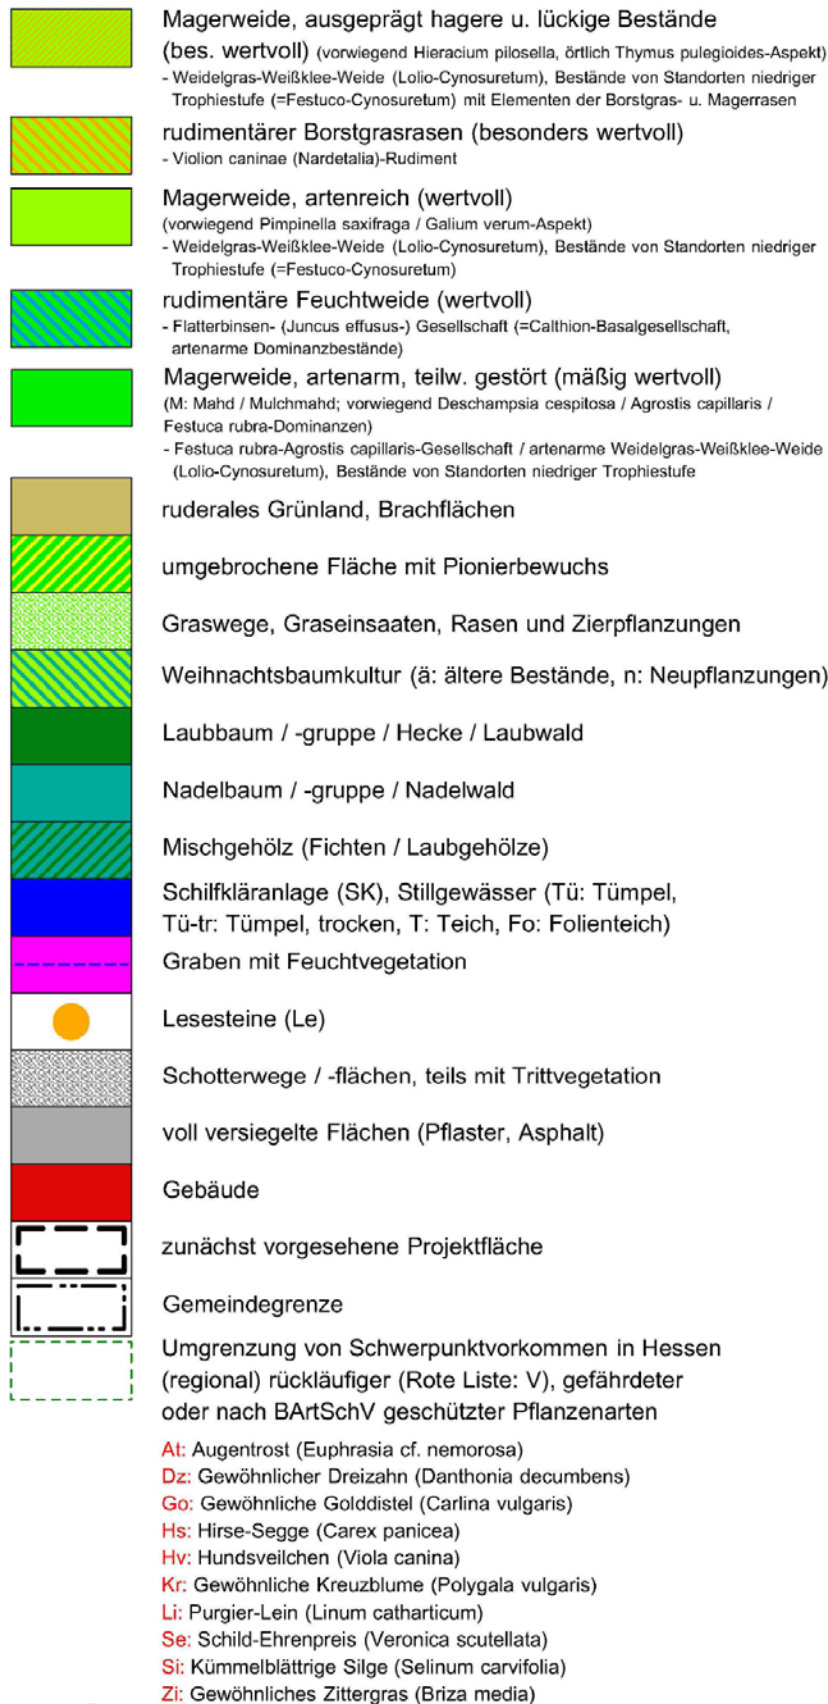 Magerweide, ausgeprägt hagere u. lückige Bestände
(bes. wertvoll) (vorwiegend Hieracium pilosella, örtlich Thymus pulegioides-Aspekt)
- Weidelgras-Weißklee-Weide (Lolio-Cynosuretum), Bestände von Standorten niedriger
Trophiestufe (=Festuco-Cynosuretum) mit Elementen der Borstgras- u. Magerrasen
rudimentärer Borstgrasrasen (besonders wertvoll)
- Violion caninae (Nardetalia)-Rudiment
Magerweide, artenreich (wertvoll)
(vorwiegend Pimpinella saxifraga / Galium verum-Aspekt)
- Weidelgras-Weißklee-Weide (Lolio-Cynosuretum), Bestände von Standorten niedriger
Trophiestufe (=Festuco-Cynosuretum)
rudimentäre Feuchtweide (wertvoll)
- Flatterbinsen- (Juncus effusus-) Gesellschaft (=Calthion-Basalgesellschaft,
artenarme Dominanzbestände)
Magerweide, artenarm, teilw. gestört (mäßig wertvoll)
(M: Mahd / Mulchmahd; vorwiegend Deschampsia cespitosa / Agrostis capillaris /
Festuca rubra-Dominanzen)
- Festuca rubra-Agrostis capillaris-Gesellschaft / artenarme Weidelgras-Weißklee-Weide
(Lolio-Cynosuretum), Bestände von Standorten niedriger Trophiestufe
ruderales Grünland, Brachflächen
umgebrochene Fläche mit Pionierbewuchs
Graswege, Graseinsaaten, Rasen und Zierpflanzungen
Weihnachtsbaumkultur (ä: ältere Bestände, n: Neupflanzungen)
Laubbaum / -gruppe / Hecke / Laubwald
Nadelbaum / -gruppe / Nadelwald
Mischgehölz (Fichten / Laubgehölze)
Schilfkläranlage (SK), Stillgewässer (Tü: Tümpel,
Tü-tr: Tümpel, trocken, T: Teich, Fo: Folienteich)
Graben mit Feuchtvegetation
Lesesteine (Le)
Schotterwege / -flächen, teils mit Trittvegetation
voll versiegelte Flächen (Pflaster, Asphalt)
Gebäude
zunächst vorgesehene Projektfläche
Gemeindegrenze
Umgrenzung von Schwerpunktvorkommen in Hessen
(regional) rückläufiger (Rote Liste: V), gefährdeter
oder nach BArtSchV geschützter Pflanzenarten
At: Augentrost (Euphrasia cf. nemorosa)
Dz: Gewöhnlicher Dreizahn (Danthonia decumbens)
Go: Gewöhnliche Golddistel (Carlina vulgaris)
Hs: Hirse-Segge (Carex panicea)
Hv: Hundsveilchen (Viola canina)
Kr: Gewöhnliche Kreuzblume (Polygala vulgaris)
Li: Purgier-Lein (Linum catharticum)
Se: Schild-Ehrenpreis (Veronica scutellata)
Si: Kümmelblättrige Silge (Selinum carvifolia)
Zi: Gewöhnliches Zittergras (Briza media)